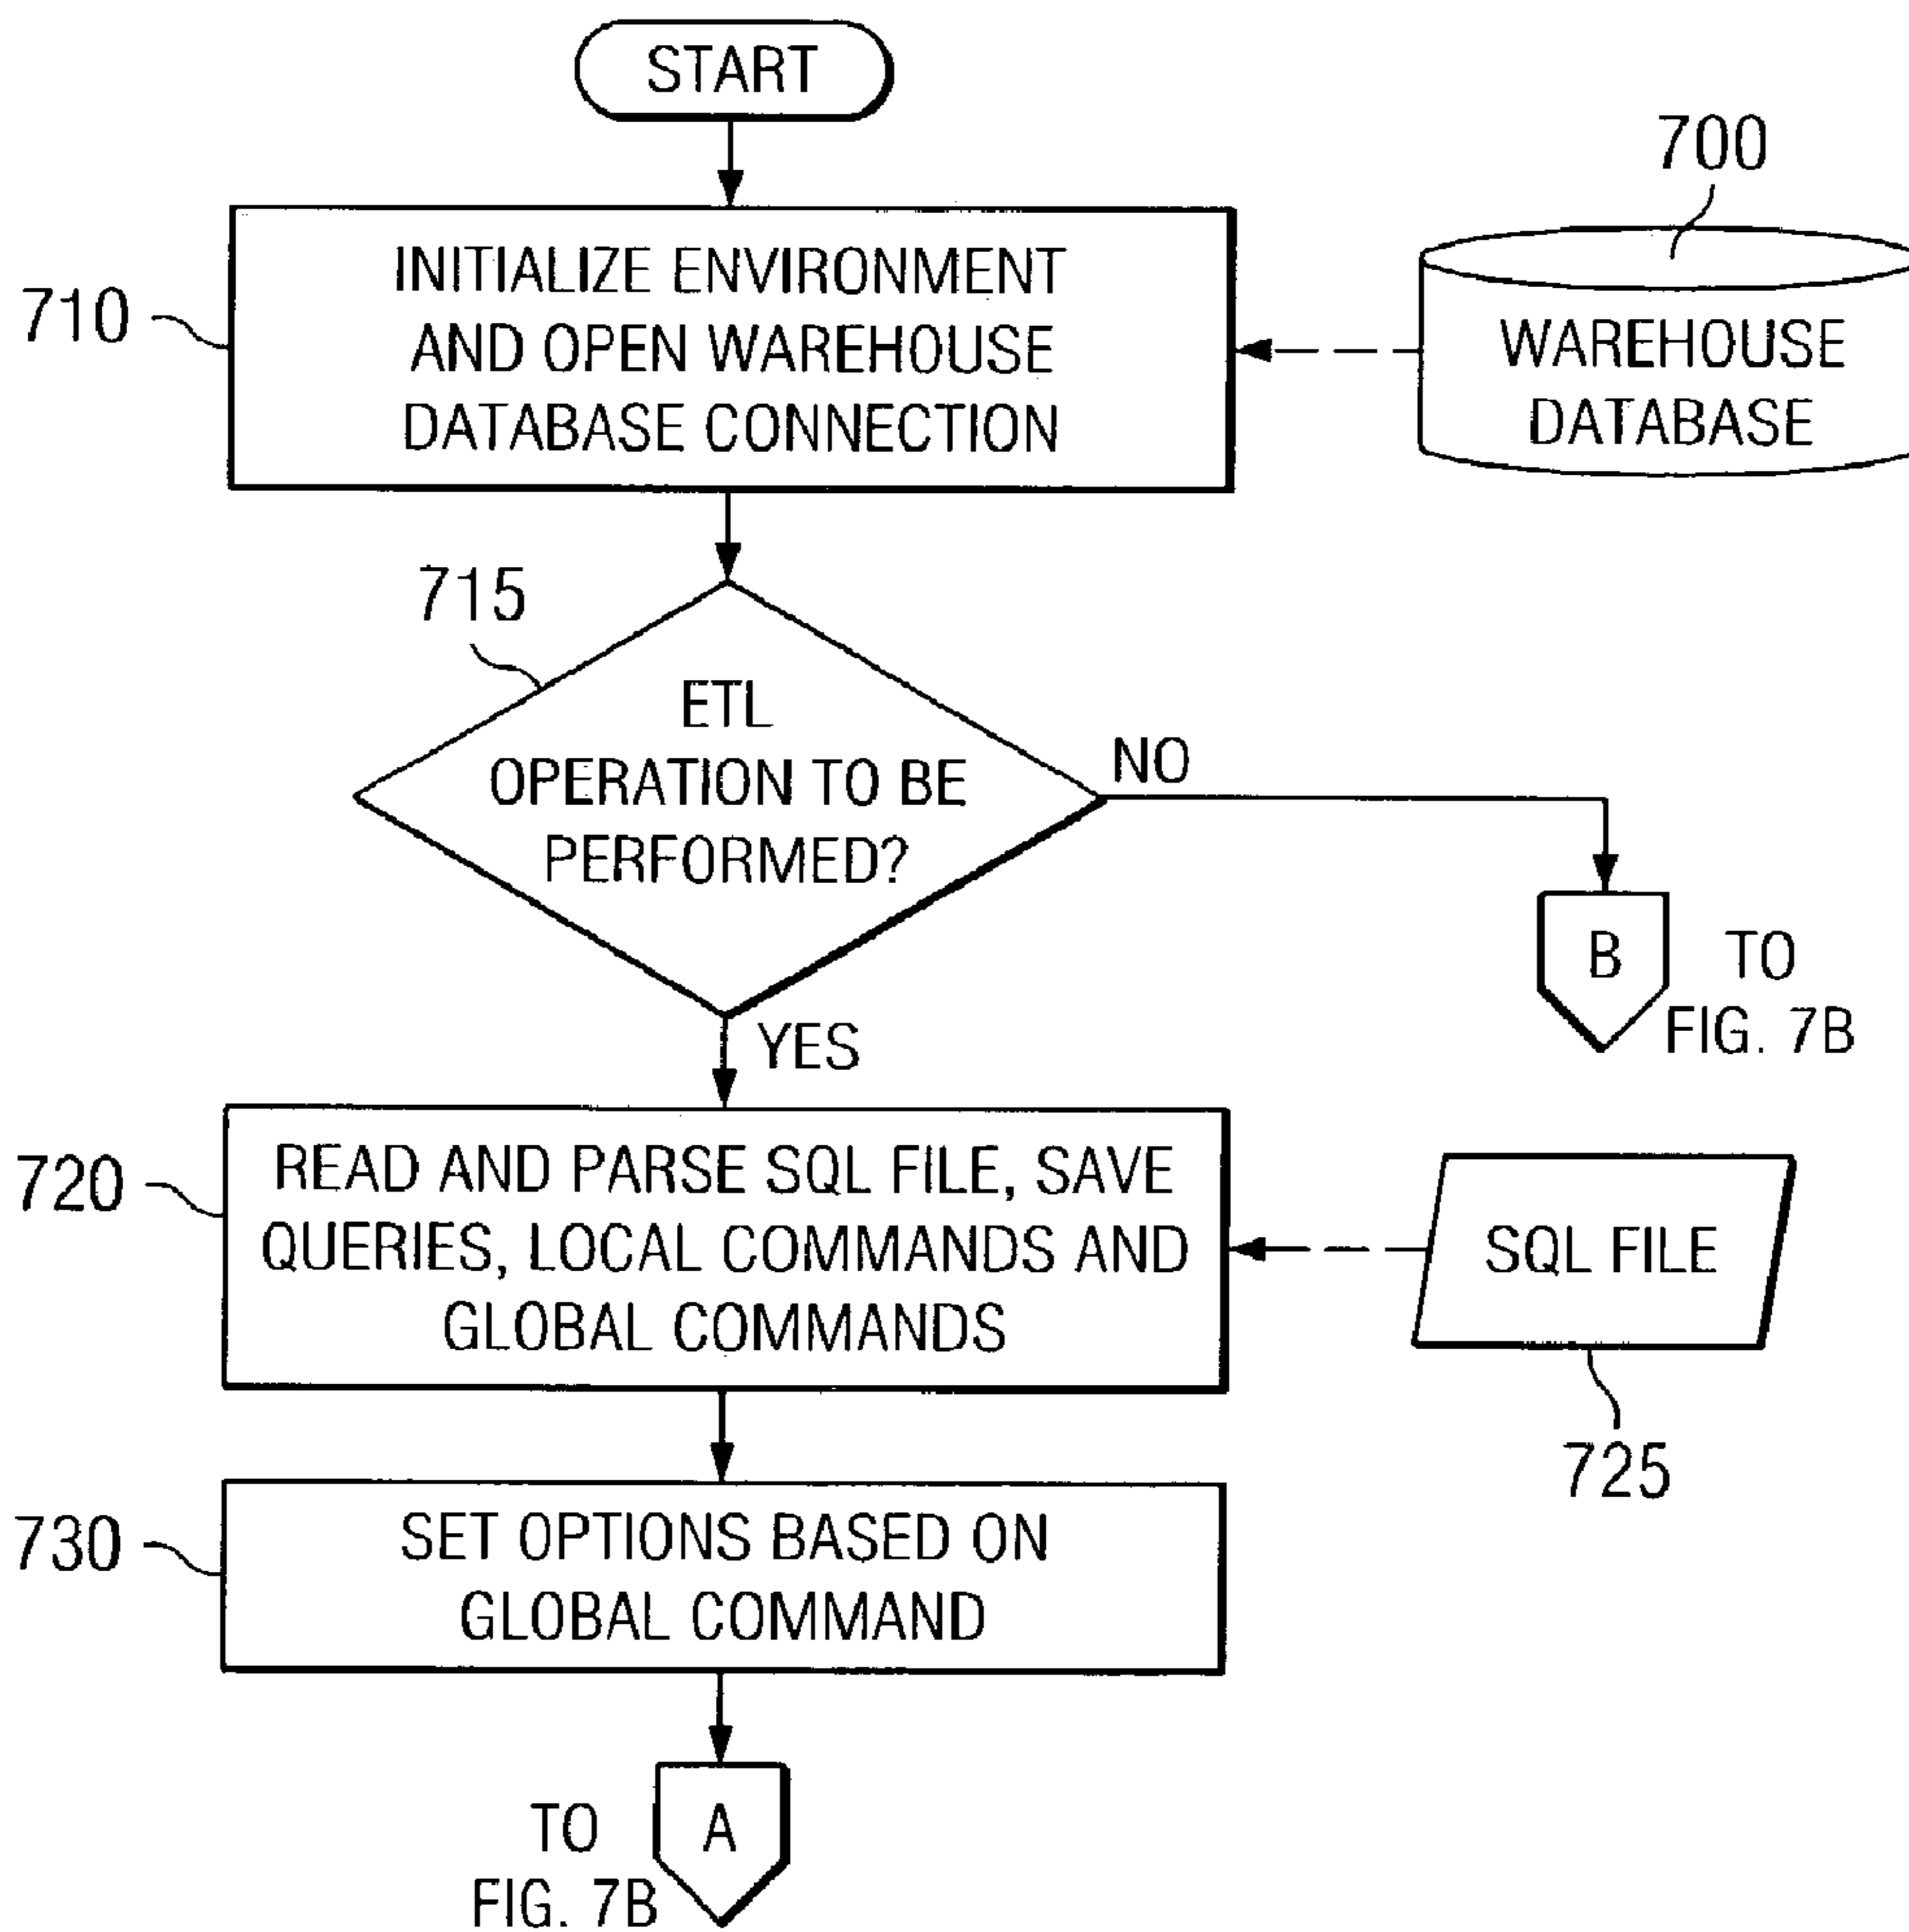 START
700
INITIALIZE ENVIRONMENT
AND OPEN WAREHOUSE
DATABASE CONNECTION
710
WAREHOUSE
DATABASE
715
ETL
OPERATION TO BE
PERFORMED?
NO
B
TO
FIG. 7B
YES
720
READ AND PARSE SQL FILE, SAVE
QUERIES, LOCAL COMMANDS AND
GLOBAL COMMANDS
SQL FILE
725
730
SET OPTIONS BASED ON
GLOBAL COMMAND
TO
FIG. 7B
A